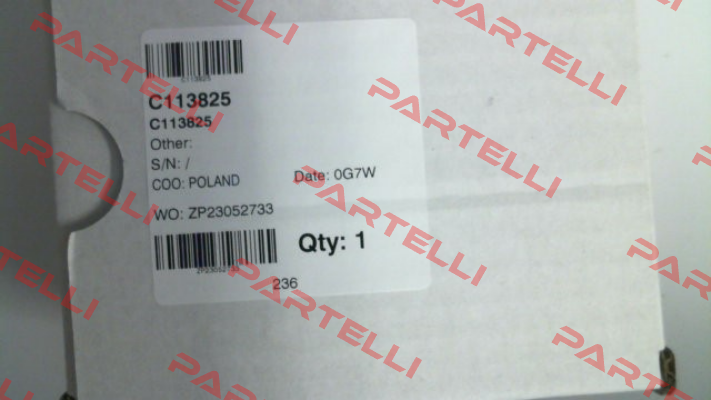 C113825
C113825
C113825
Other:
S/N: /
COO: POLAND
Date: 0G7W
WO: ZP23052733
Qty: 1
236
PARTELLI
PARTELLI
PARTELLI
PARTELLI
PARTELLI
PARTELLI
PARTELLI